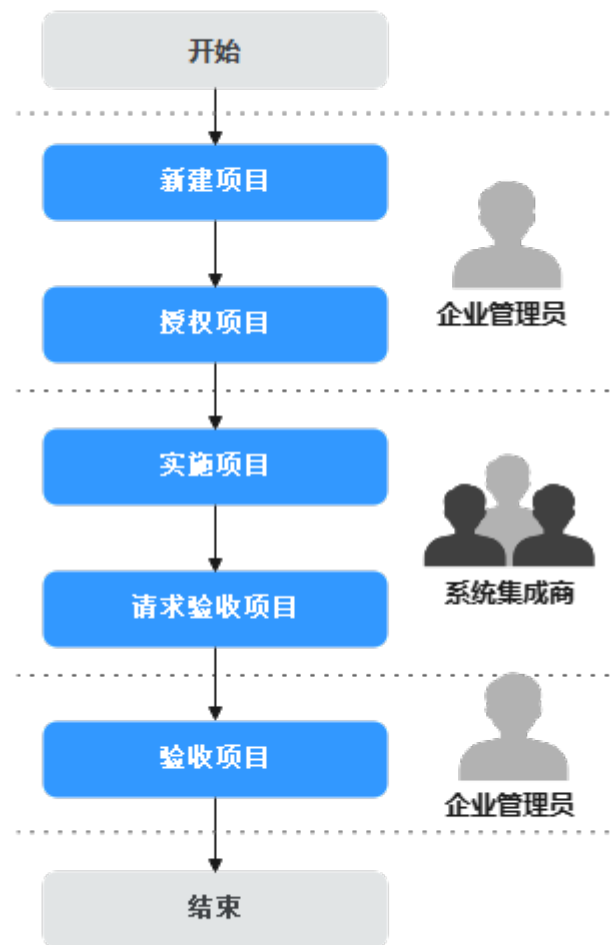 开始
新建项目
授权项目
企业管理员
实施项目
请求验收项目
系统集成商
验收项目
企业管理员
结束